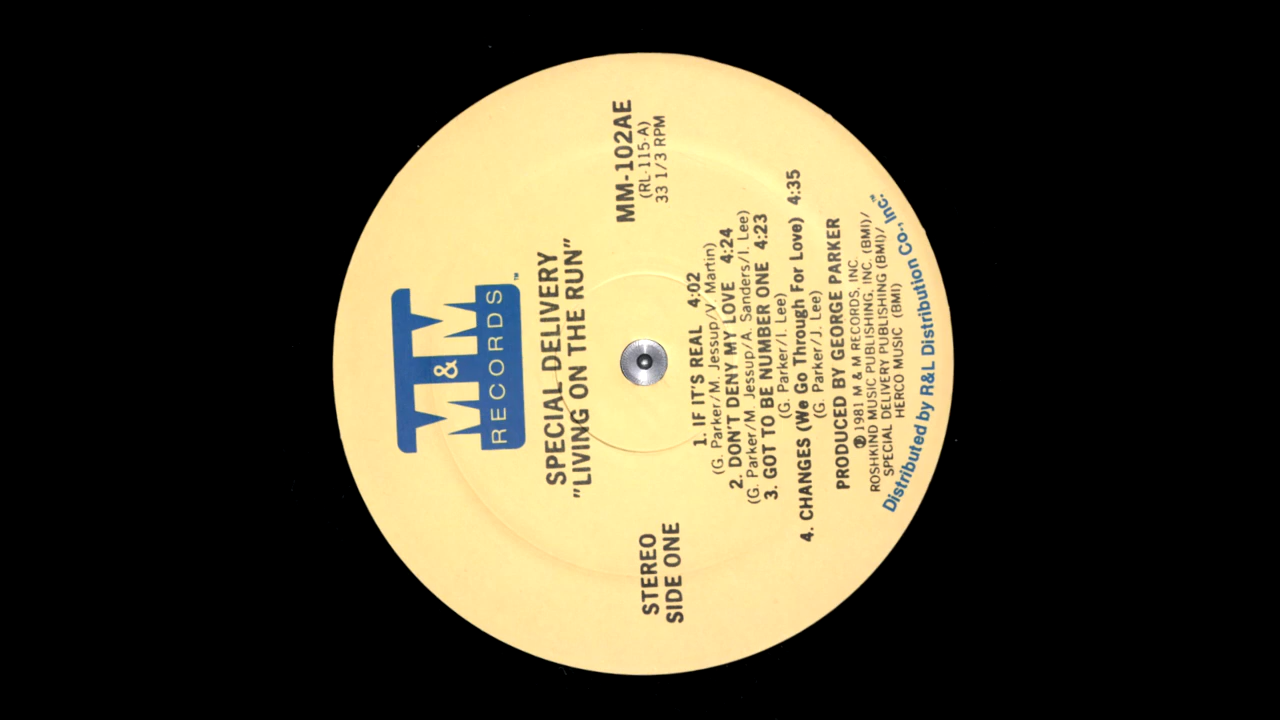 M&M
RECORDS ™
SPECIAL DELIVERY
"LIVING ON THE RUN"
STEREO
SIDE ONE
MM-102AE
(RL-115-A)
33 1/3 RPM
1. IF IT'S REAL 4:02
(G. Parker/M. Jessup/V. Martin)
2. DON'T DENY MY LOVE 4:24
(G. Parker/M. Jessup/A. Sanders/I. Lee)
3. GOT TO BE NUMBER ONE 4:23
(G. Parker/I. Lee)
4. CHANGES (We Go Through For Love) 4:35
(G. Parker/J. Lee)
PRODUCED BY GEORGE PARKER
℗ 1981 M & M RECORDS, INC.
ROSHKIND MUSIC PUBLISHING, INC. (BMI)/
SPECIAL DELIVERY PUBLISHING (BMI)/
HERCO MUSIC (BMI)
Distributed by R&L Distribution Co., Inc.™